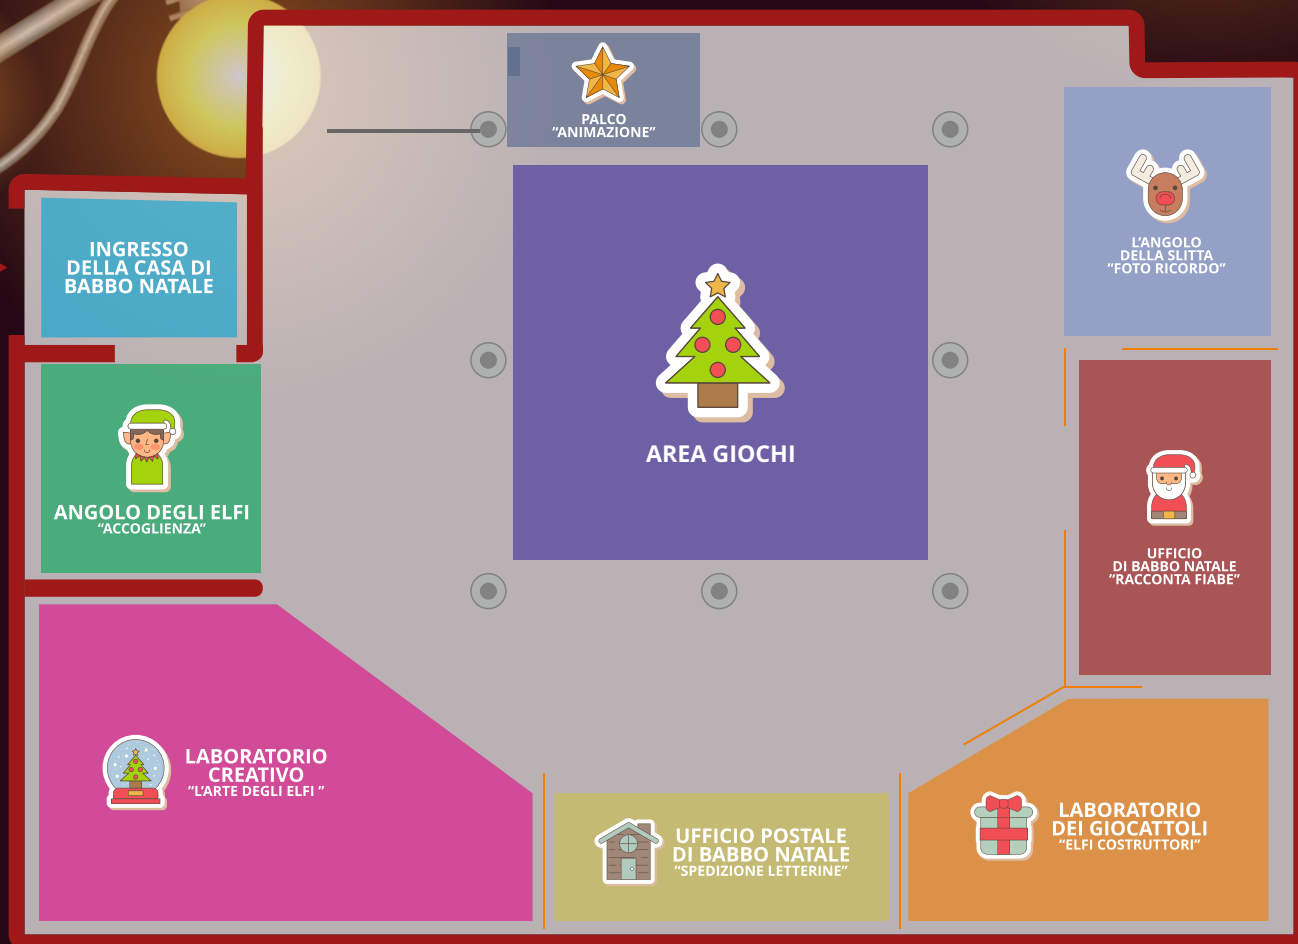 PALCO
“ANIMAZIONE”
INGRESSO
DELLA CASA DI
BABBO NATALE
L’ANGOLO
DELLA SLITTA
“FOTO RICORDO”
AREA GIOCHI
ANGOLO DEGLI ELFI
“ACCOGLIENZA”
UFFICIO
DI BABBO NATALE
“RACCONTA FIABE”
LABORATORIO
CREATIVO
“L’ARTE DEGLI ELFI ”
UFFICIO POSTALE
DI BABBO NATALE
“SPEDIZIONE LETTERINE”
LABORATORIO
DEI GIOCATTOLI
“ELFI COSTRUTTORI”